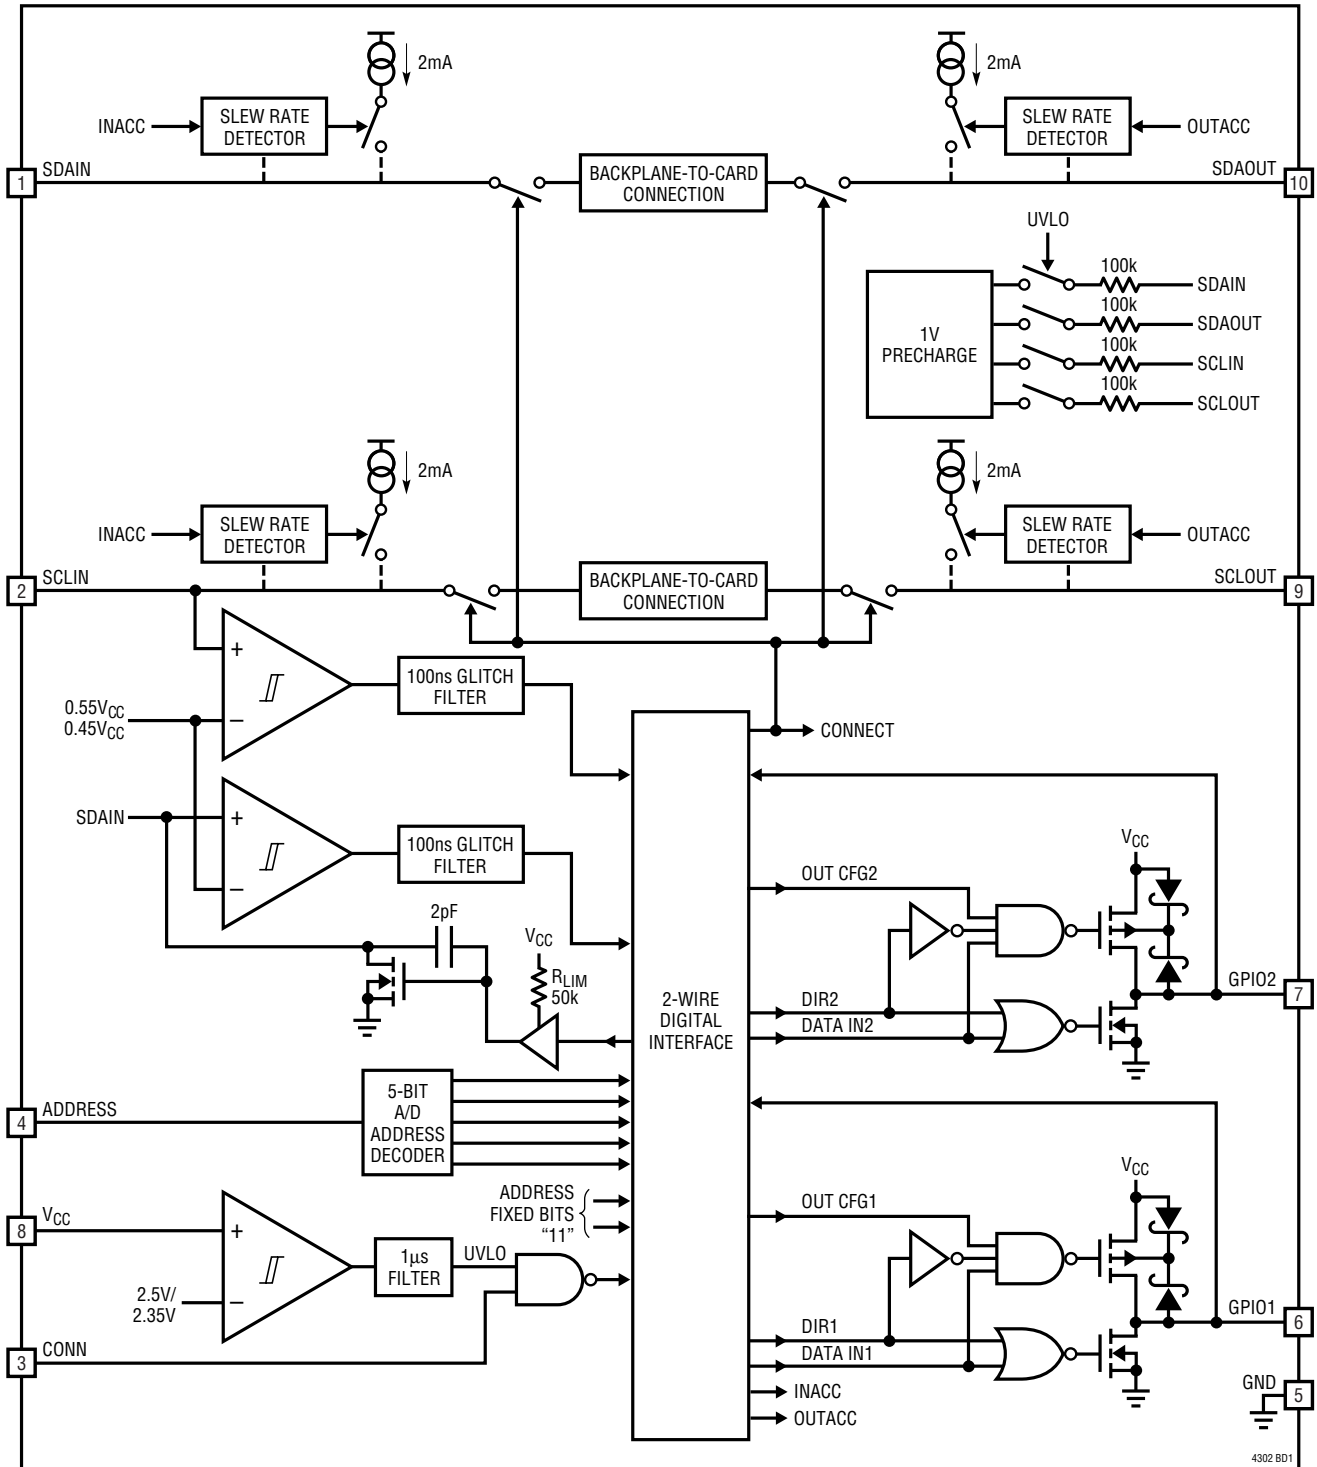 2mA
2mA
INACC
SLEW RATE
DETECTOR
SLEW RATE
DETECTOR
OUTACC
1
SDAIN
BACKPLANE-TO-CARD
CONNECTION
SDAOUT
10
UVLO
1V
PRECHARGE
100k
SDAIN
100k
SDAOUT
100k
SCLIN
100k
SCLOUT
2mA
2mA
INACC
SLEW RATE
DETECTOR
SLEW RATE
DETECTOR
OUTACC
2
SCLIN
BACKPLANE-TO-CARD
CONNECTION
SCLOUT
9
+
100ns GLITCH
FILTER
0.55VCC
0.45VCC
–
CONNECT
SDAIN
+
100ns GLITCH
FILTER
–
2pF
VCC
RLIM
50k
2-WIRE
DIGITAL
INTERFACE
VCC
OUT CFG2
DIR2
DATA IN2
GPIO2
7
4
ADDRESS
5-BIT
A/D
ADDRESS
DECODER
ADDRESS
FIXED BITS
“11”
8
VCC
+
1µs
FILTER
UVLO
2.5V/
2.35V
–
3
CONN
VCC
OUT CFG1
DIR1
DATA IN1
GPIO1
6
INACC
OUTACC
GND
5
4302 BD1